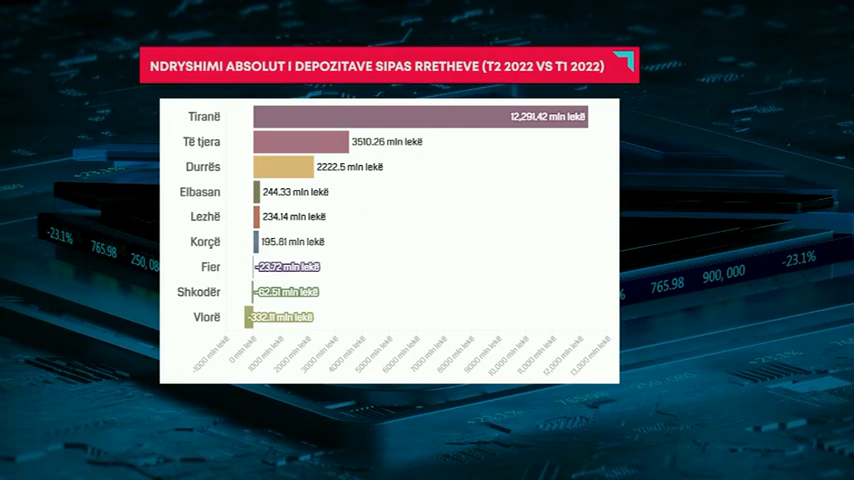 NDRYSHIMI ABSOLUT I DEPOZITAVE SIPAS RRETHEVE (T2 2022 VS T1 2022)
Tiranë 12,291.42 mln lekë
Të tjera 3510.26 mln lekë
Durrës 2222.5 mln lekë
Elbasan 244.33 mln lekë
Lezhë 234.14 mln lekë
Korçë 195.81 mln lekë
Fier -23.72 mln lekë
Shkodër -62.51 mln lekë
Vlorë -332.11 mln lekë
-1000 mln lekë 0 mln lekë 1000 mln lekë 2000 mln lekë 3000 mln lekë 4000 mln lekë 5000 mln lekë 6000 mln lekë 7000 mln lekë 8000 mln lekë 9000 mln lekë 10,000 mln lekë 11,000 mln lekë 12,000 mln lekë 13,000 mln lekë
-23.1% 765.98 250,08
765.98 900, 000 -23.1%
-23.1% 765.98